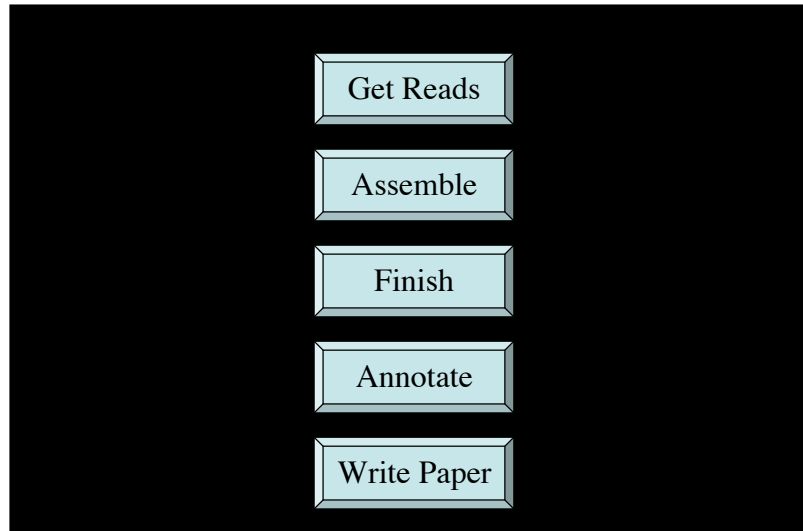 Get Reads
Assemble
Finish
Annotate
Write Paper